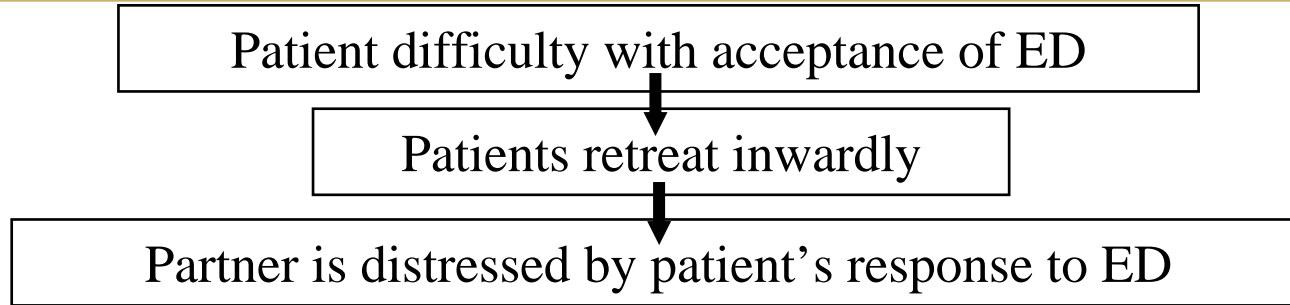 Patient difficulty with acceptance of ED
Patients retreat inwardly
Partner is distressed by patient’s response to ED